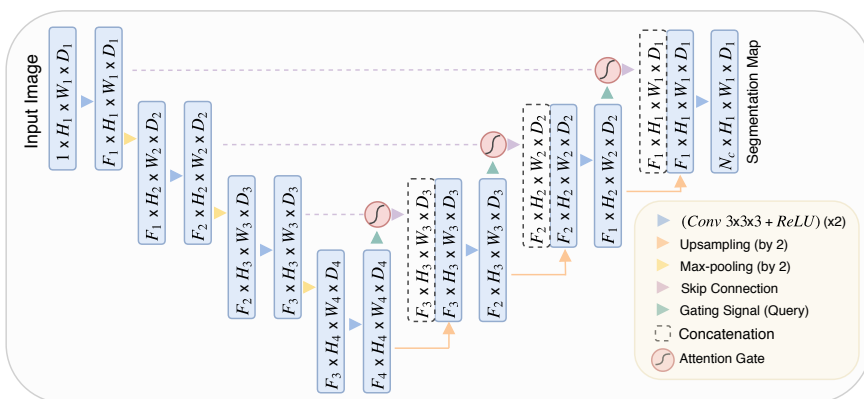 Input Image
1 x H₁ x W₁ x D₁
F₁ x H₁ x W₁ x D₁
F₁ x H₂ x W₂ x D₂
F₂ x H₂ x W₂ x D₂
F₂ x H₃ x W₃ x D₃
F₃ x H₃ x W₃ x D₃
F₃ x H₄ x W₄ x D₄
F₄ x H₄ x W₄ x D₄
F₃ x H₃ x W₃ x D₃
F₃ x H₃ x W₃ x D₃
F₂ x H₃ x W₃ x D₃
F₂ x H₂ x W₂ x D₂
F₂ x H₂ x W₂ x D₂
F₁ x H₂ x W₂ x D₂
F₁ x H₁ x W₁ x D₁
F₁ x H₁ x W₁ x D₁
N꜀ x H₁ x W₁ x D₁
Segmentation Map
(Conv 3x3x3 + ReLU) (x2)
Upsampling (by 2)
Max-pooling (by 2)
Skip Connection
Gating Signal (Query)
Concatenation
Attention Gate